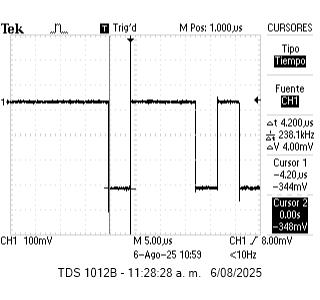 Tek T Trig'd M Pos: 1.000µs CURSORES
Tipo
Tiempo
Fuente
CH1
Δt 4.200µs
1/Δt 238.1kHz
ΔV 4.00mV
Cursor 1
-4.20µs
-344mV
Cursor 2
0.00s
-348mV
1
CH1 100mV M 5.00µs CH1 / 8.00mV
6-Ago-25 10:59 <10Hz
TDS 1012B - 11:28:28 a. m. 6/08/2025